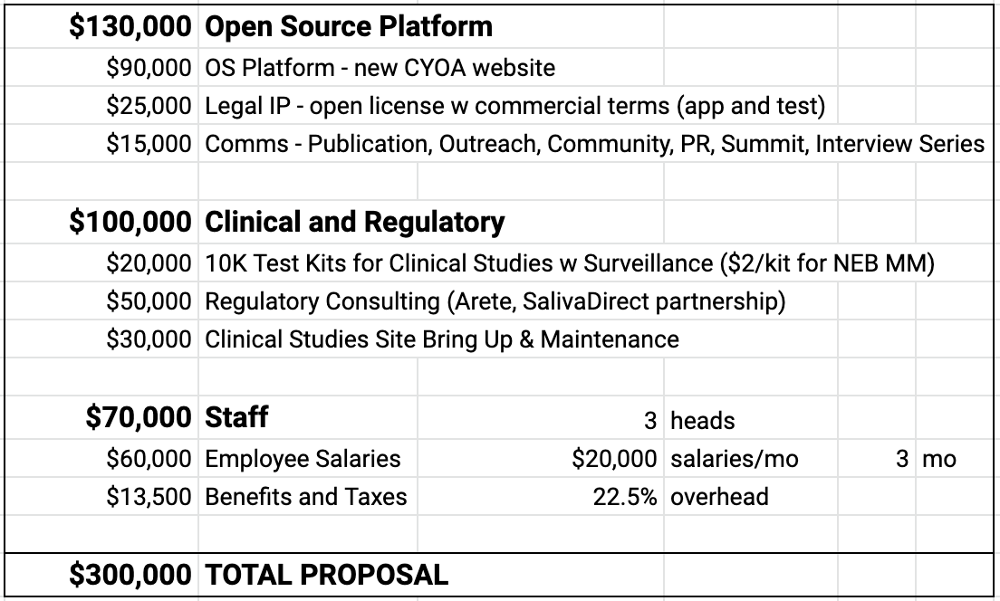 $130,000 Open Source Platform
$90,000 OS Platform - new CYOA website
$25,000 Legal IP - open license w commercial terms (app and test)
$15,000 Comms - Publication, Outreach, Community, PR, Summit, Interview Series
$100,000 Clinical and Regulatory
$20,000 10K Test Kits for Clinical Studies w Surveillance ($2/kit for NEB MM)
$50,000 Regulatory Consulting (Arete, SalivaDirect partnership)
$30,000 Clinical Studies Site Bring Up & Maintenance
$70,000 Staff 3 heads
$60,000 Employee Salaries $20,000 salaries/mo 3 mo
$13,500 Benefits and Taxes 22.5% overhead
$300,000 TOTAL PROPOSAL